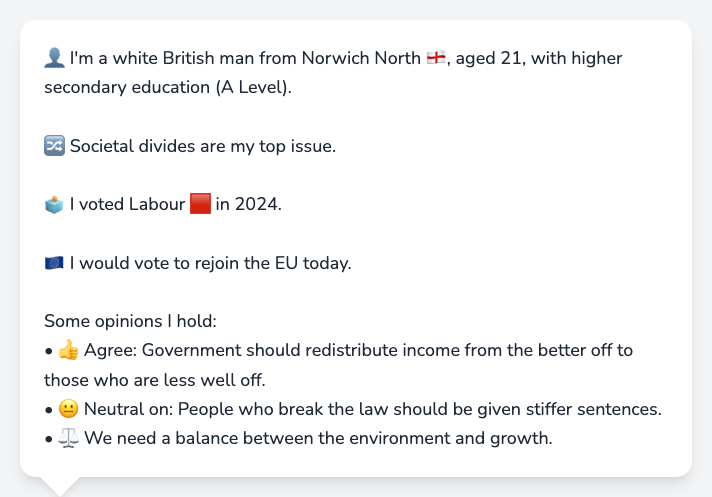 👤 I'm a white British man from Norwich North 🏴󠁧󠁢󠁥󠁮󠁧󠁿, aged 21, with higher
secondary education (A Level).
🔀 Societal divides are my top issue.
🗳️ I voted Labour 🟥 in 2024.
🇪🇺 I would vote to rejoin the EU today.
Some opinions I hold:
• 👍 Agree: Government should redistribute income from the better off to
those who are less well off.
• 😐 Neutral on: People who break the law should be given stiffer sentences.
• ⚖️ We need a balance between the environment and growth.